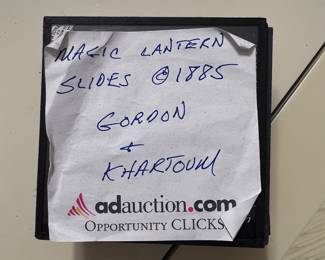 MAGIC LANTERN
SLIDES ©1885
GORDON
&
KHARTOUM
adauction.com
OPPORTUNITY CLICKS